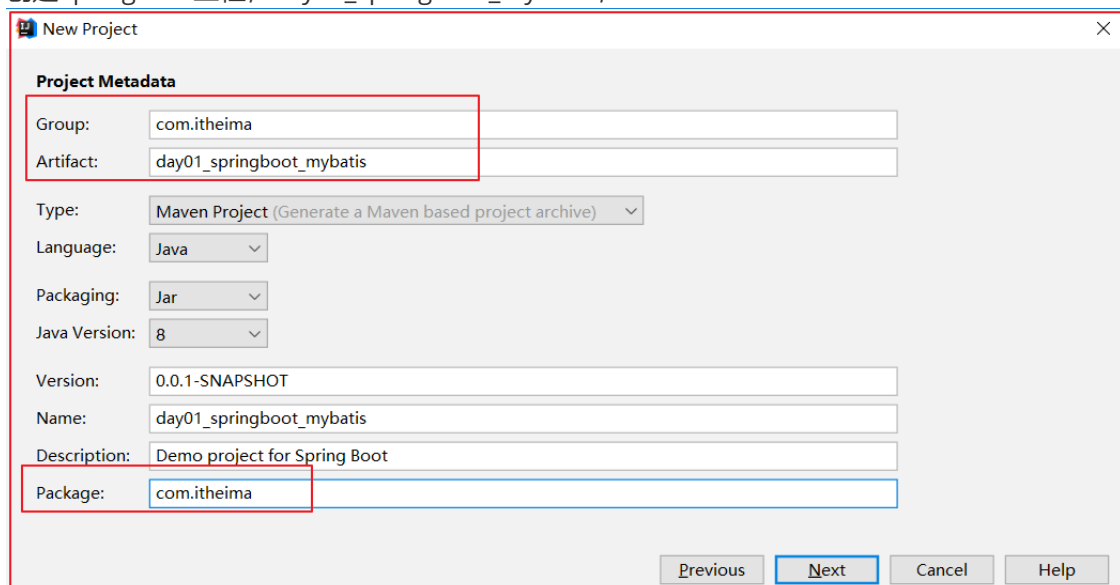 New Project
Project Metadata
Group: com.itheima
Artifact: day01_springboot_mybatis
Type: Maven Project (Generate a Maven based project archive)
Language: Java
Packaging: Jar
Java Version: 8
Version: 0.0.1-SNAPSHOT
Name: day01_springboot_mybatis
Description: Demo project for Spring Boot
Package: com.itheima
Previous Next Cancel Help